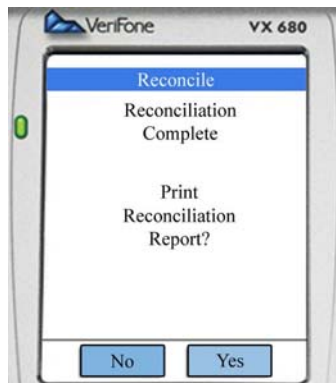 VeriFone VX 680
Reconcile
Reconciliation
Complete
Print
Reconciliation
Report?
No Yes